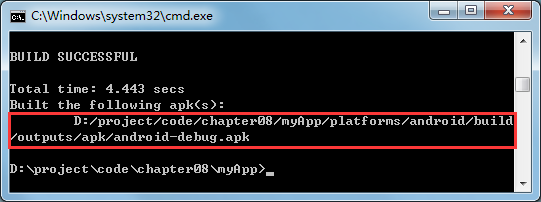 C:\Windows\system32\cmd.exe
BUILD SUCCESSFUL
Total time: 4.443 secs
Built the following apk(s):
D:/project/code/chapter08/myApp/platforms/android/build
/outputs/apk/android-debug.apk
D:\project\code\chapter08\myApp>_